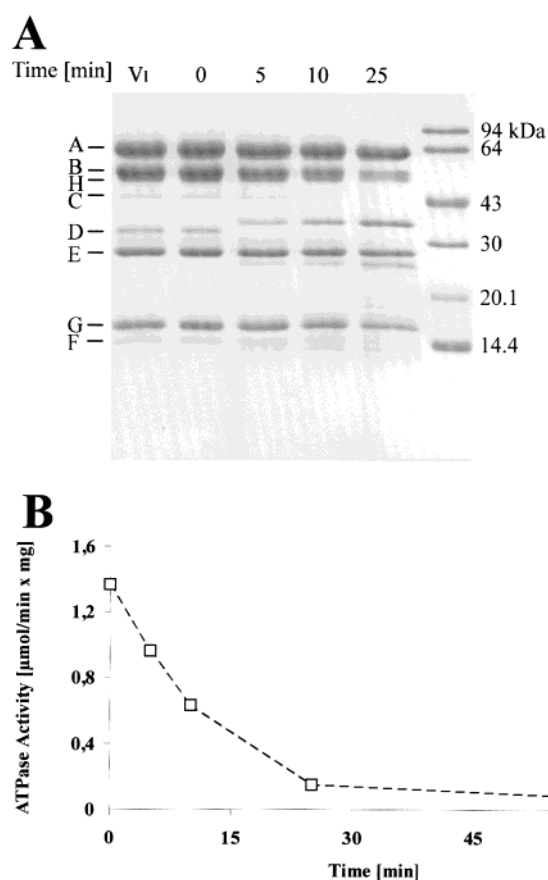 A
Time [min] VI 0 5 10 25
A
B
H
C
D
E
G
F
94 kDa
64
43
30
20.1
14.4
B
ATPase Activity [µmol/min x mg]
1,6
1,2
0,8
0,4
0
0 15 30 45
Time [min]